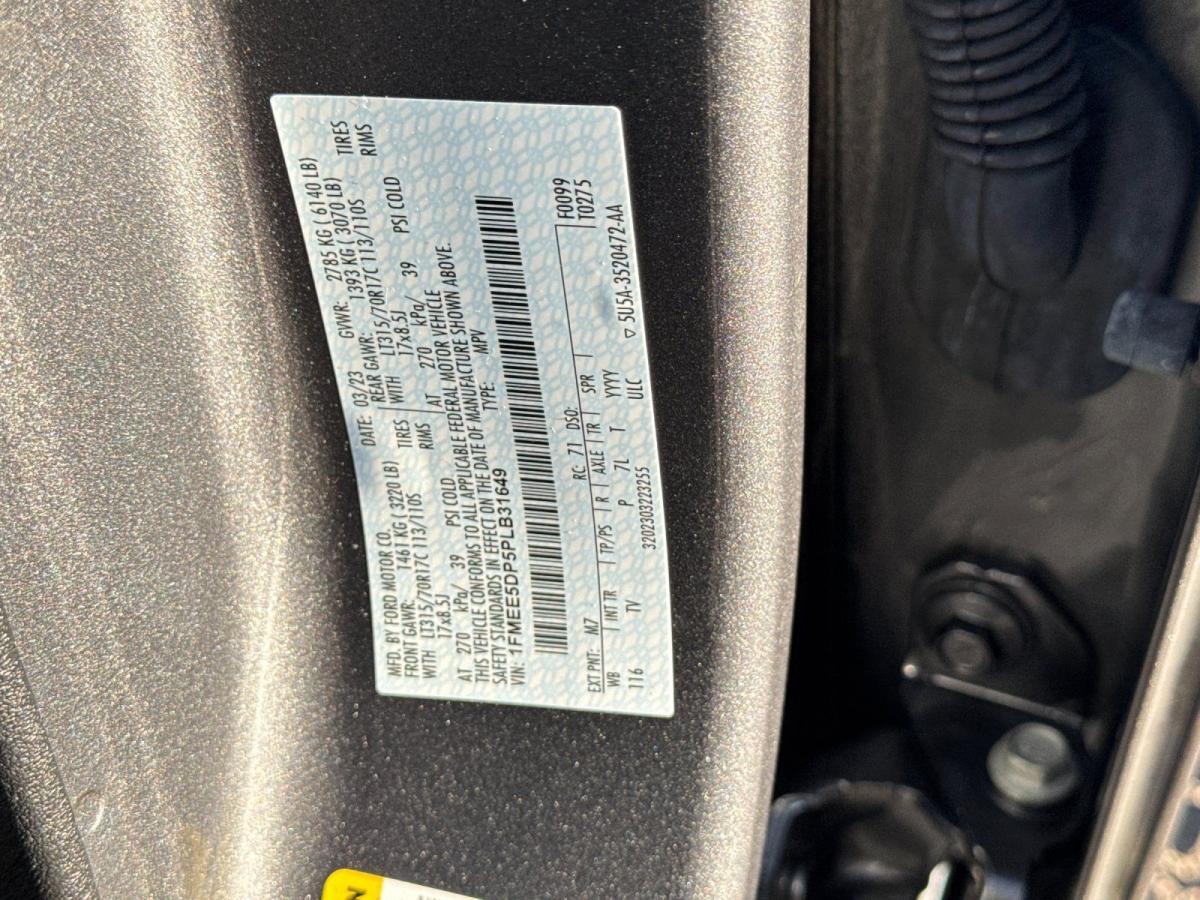 MFD. BY FORD MOTOR CO. DATE: 03/23 GVWR: 2785 KG ( 6140 LB)
FRONT GAWR: 1461 KG ( 3220 LB) REAR GAWR: 1393 KG ( 3070 LB)
WITH LT315/70R17C 113/110S TIRES WITH LT315/70R17C 113/110S TIRES
17x8.5J RIMS 17x8.5J RIMS
AT 270 kPa/ 39 PSI COLD AT 270 kPa/ 39 PSI COLD
THIS VEHICLE CONFORMS TO ALL APPLICABLE FEDERAL MOTOR VEHICLE
SAFETY STANDARDS IN EFFECT ON THE DATE OF MANUFACTURE SHOWN ABOVE.
VIN: 1FMEE5DP5PLB31649 TYPE: MPV
F0099
EXT PNT: M7 RC: 71 DSO: T0275
WB INT TR TP/PS R AXLE TR SPR
116 TV P 7L T YYYY
ULC ▽ 5U5A-3520472-AA
3202303223255
N